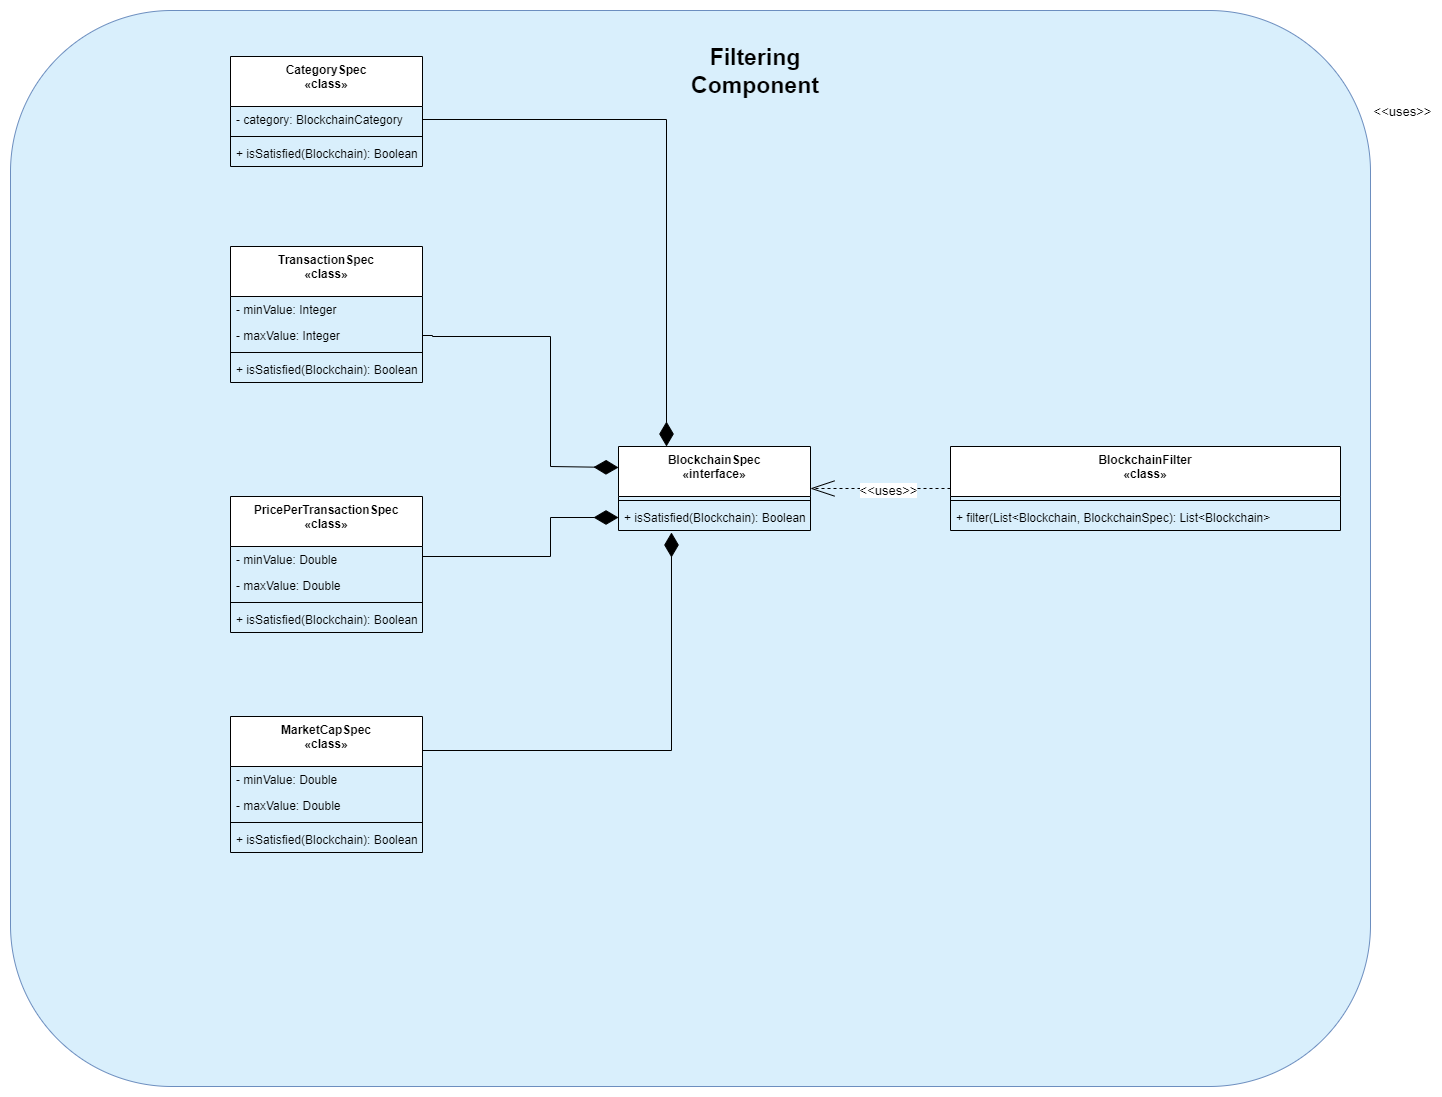 Filtering
Component
<<uses>>
CategorySpec
«class»
- category: BlockchainCategory
+ isSatisfied(Blockchain): Boolean
TransactionSpec
«class»
- minValue: Integer
- maxValue: Integer
+ isSatisfied(Blockchain): Boolean
BlockchainSpec
«interface»
+ isSatisfied(Blockchain): Boolean
<<uses>>
BlockchainFilter
«class»
+ filter(List<Blockchain, BlockchainSpec): List<Blockchain>
PricePerTransactionSpec
«class»
- minValue: Double
- maxValue: Double
+ isSatisfied(Blockchain): Boolean
MarketCapSpec
«class»
- minValue: Double
- maxValue: Double
+ isSatisfied(Blockchain): Boolean